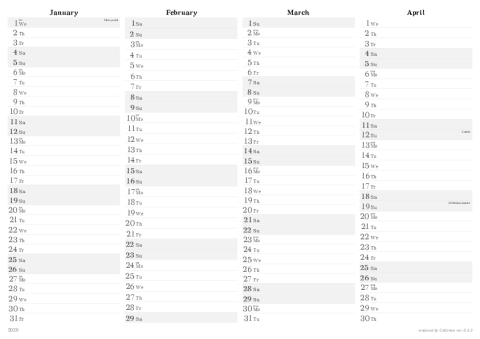 January
1 We
2 Th
3 Fr
4 Sa
5 Su
6 Mo
7 Tu
8 We
9 Th
10 Fr
11 Sa
12 Su
13 Mo
14 Tu
15 We
16 Th
17 Fr
18 Sa
19 Su
20 Mo
21 Tu
22 We
23 Th
24 Fr
25 Sa
26 Su
27 Mo
28 Tu
29 We
30 Th
31 Fr
February
1 Sa
2 Su
3 Mo
4 Tu
5 We
6 Th
7 Fr
8 Sa
9 Su
10 Mo
11 Tu
12 We
13 Th
14 Fr
15 Sa
16 Su
17 Mo
18 Tu
19 We
20 Th
21 Fr
22 Sa
23 Su
24 Mo
25 Tu
26 We
27 Th
28 Fr
29 Sa
March
1 Su
2 Mo
3 Tu
4 We
5 Th
6 Fr
7 Sa
8 Su
9 Mo
10 Tu
11 We
12 Th
13 Fr
14 Sa
15 Su
16 Mo
17 Tu
18 We
19 Th
20 Fr
21 Sa
22 Su
23 Mo
24 Tu
25 We
26 Th
27 Fr
28 Sa
29 Su
30 Mo
31 Tu
April
1 We
2 Th
3 Fr
4 Sa
5 Su
6 Mo
7 Tu
8 We
9 Th
10 Fr
11 Sa
12 Su
13 Mo
14 Tu
15 We
16 Th
17 Fr
18 Sa
19 Su
20 Mo
21 Tu
22 We
23 Th
24 Fr
25 Sa
26 Su
27 Mo
28 Tu
29 We
30 Th
2020